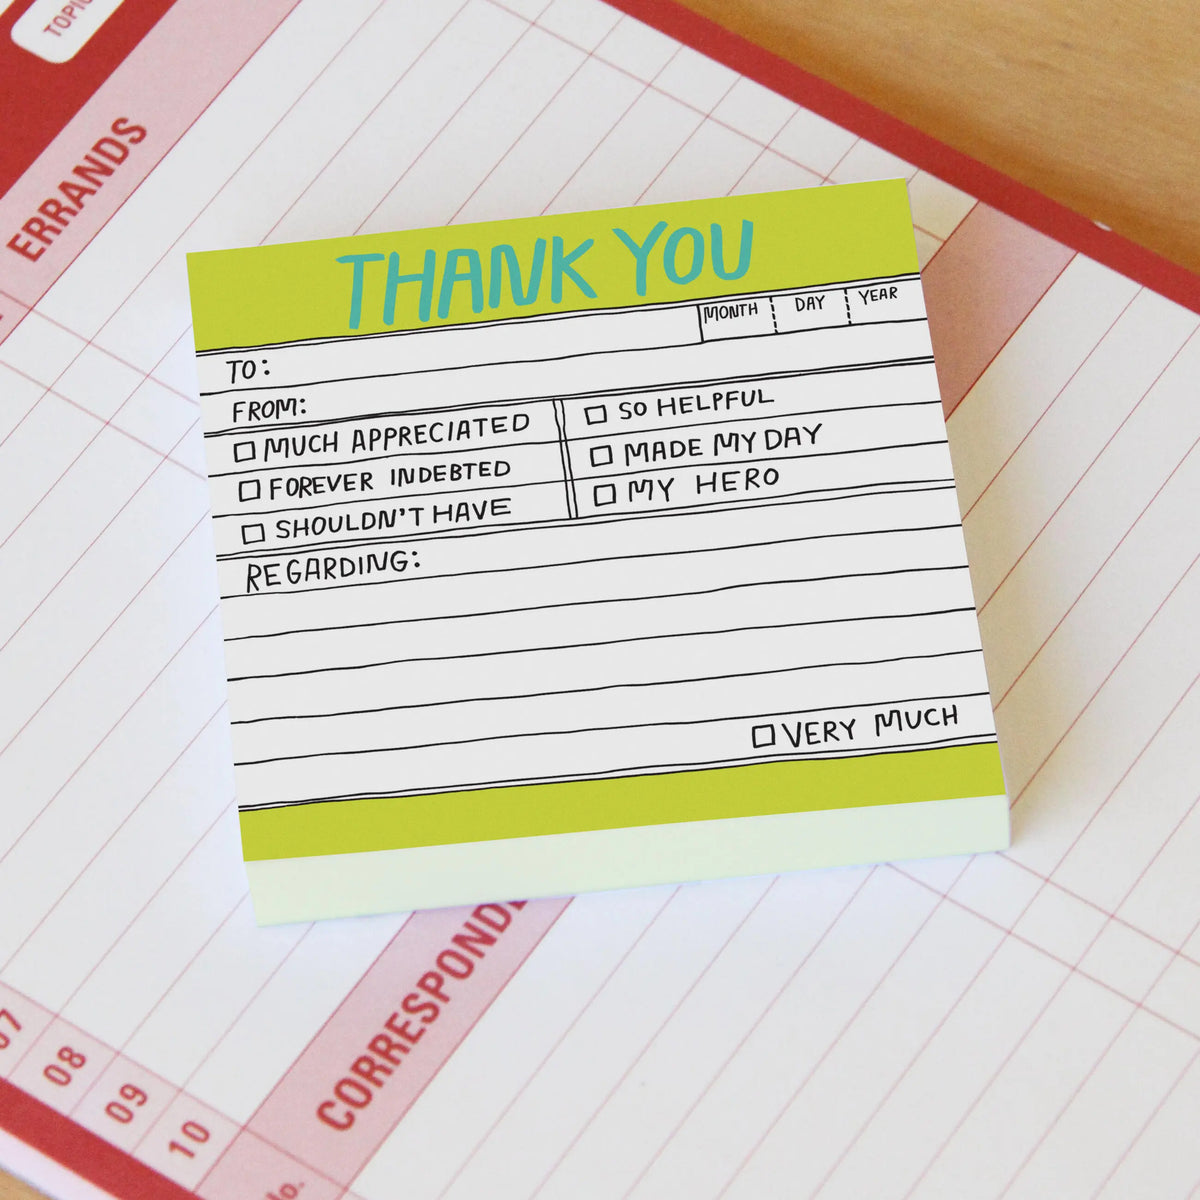 ERRANDS
THANK YOU
MONTH DAY YEAR
TO:
FROM:
MUCH APPRECIATED
SO HELPFUL
FOREVER INDEBTED
MADE MY DAY
SHOULDN'T HAVE
MY HERO
REGARDING:
VERY MUCH
07
08
09
10